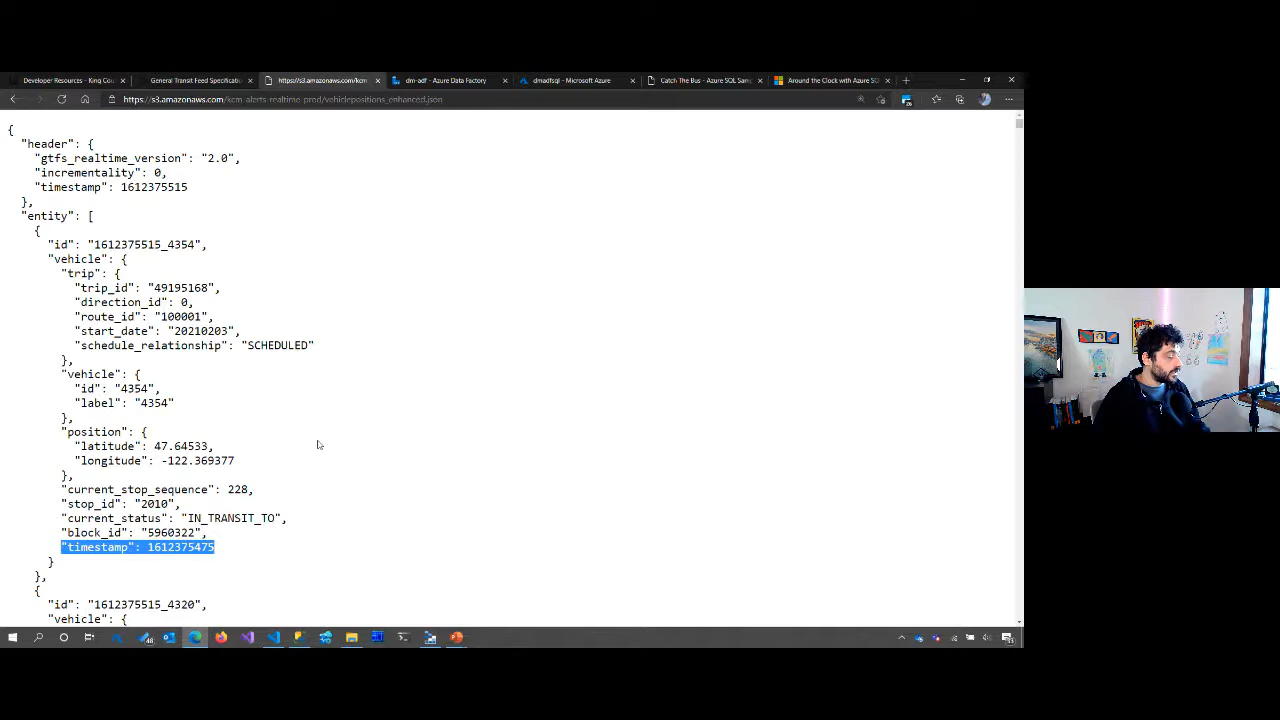 Developer Resources - King Cou
General Transit Feed Specificatio
https://s3.amazonaws.com/kcm
dm-adf - Azure Data Factory
dmadfsql - Microsoft Azure
Catch The Bus - Azure SQL Sam
Around the Clock with Azure SQ
https://s3.amazonaws.com/kcm-alerts-realtime-prod/vehiclepositions_enhanced.json
{
"header": {
"gtfs_realtime_version": "2.0",
"incrementality": 0,
"timestamp": 1612375515
},
"entity": [
{
"id": "1612375515_4354",
"vehicle": {
"trip": {
"trip_id": "49195168",
"direction_id": 0,
"route_id": "100001",
"start_date": "20210203",
"schedule_relationship": "SCHEDULED"
},
"vehicle": {
"id": "4354",
"label": "4354"
},
"position": {
"latitude": 47.64533,
"longitude": -122.369377
},
"current_stop_sequence": 228,
"stop_id": "2010",
"current_status": "IN_TRANSIT_TO",
"block_id": "5960322",
"timestamp": 1612375475
}
},
{
"id": "1612375515_4320",
"vehicle": {